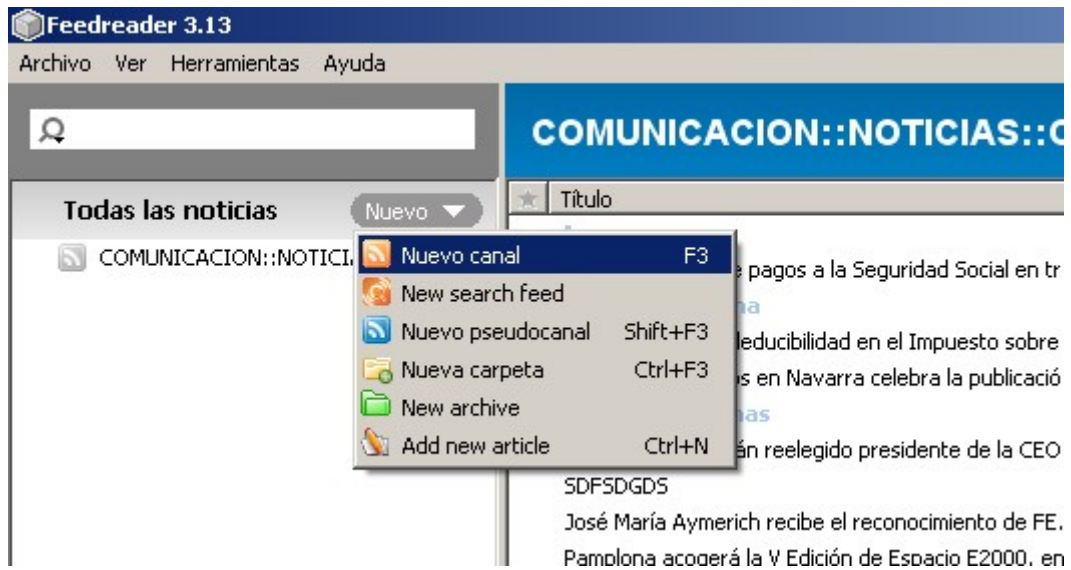 Feedreader 3.13
Archivo Ver Herramientas Ayuda
COMUNICACION::NOTICIAS::
Todas las noticias
Nuevo
Título
COMUNICACION::NOTICI
Nuevo canal F3
New search feed
Nuevo pseudocanal Shift+F3
Nueva carpeta Ctrl+F3
New archive
Add new article Ctrl+N
pagos a la Seguridad Social en tr
educibilidad en el Impuesto sobre
en Navarra celebra la publicació
reelegido presidente de la CEO
SDFSDGDS
José María Aymerich recibe el reconocimiento de FE.
Pamplona acogerá la V Edición de Espacio E2000, en